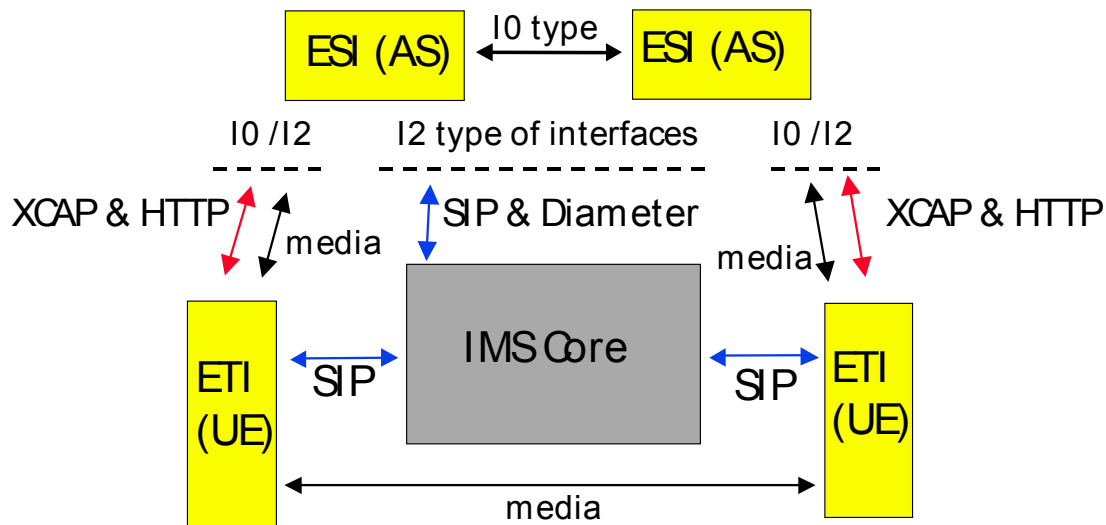 ESI (AS)
I0 type
ESI (AS)
I0 /I2
I2 type of interfaces
I0 /I2
XCAP & HTTP
SIP & Diameter
XCAP & HTTP
media
media
IMS Core
ETI
(UE)
SIP
SIP
ETI
(UE)
media